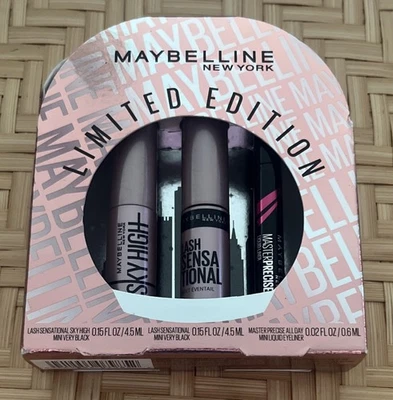 MAYBELLINE
NEW YORK
LIMITED EDITION
MAYBELLINE
SKY HIGH
LASH
SENSA
TIONAL
MASTER PRECISE
LASH SENSATIONAL SKY HIGH 0.15 FL OZ / 4.5 ML
MINI VERY BLACK
LASH SENSATIONAL 0.15 FL OZ / 4.5 ML
MINI VERY BLACK
MASTER PRECISE ALL DAY 0.02 FL OZ / 0.6 ML
MINI LIQUID EYELINER